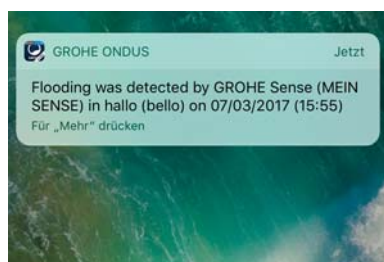 GROHE ONDUS Jetzt
Flooding was detected by GROHE Sense (MEIN
SENSE) in hallo (bello) on 07/03/2017 (15:55)
Für „Mehr“ drücken